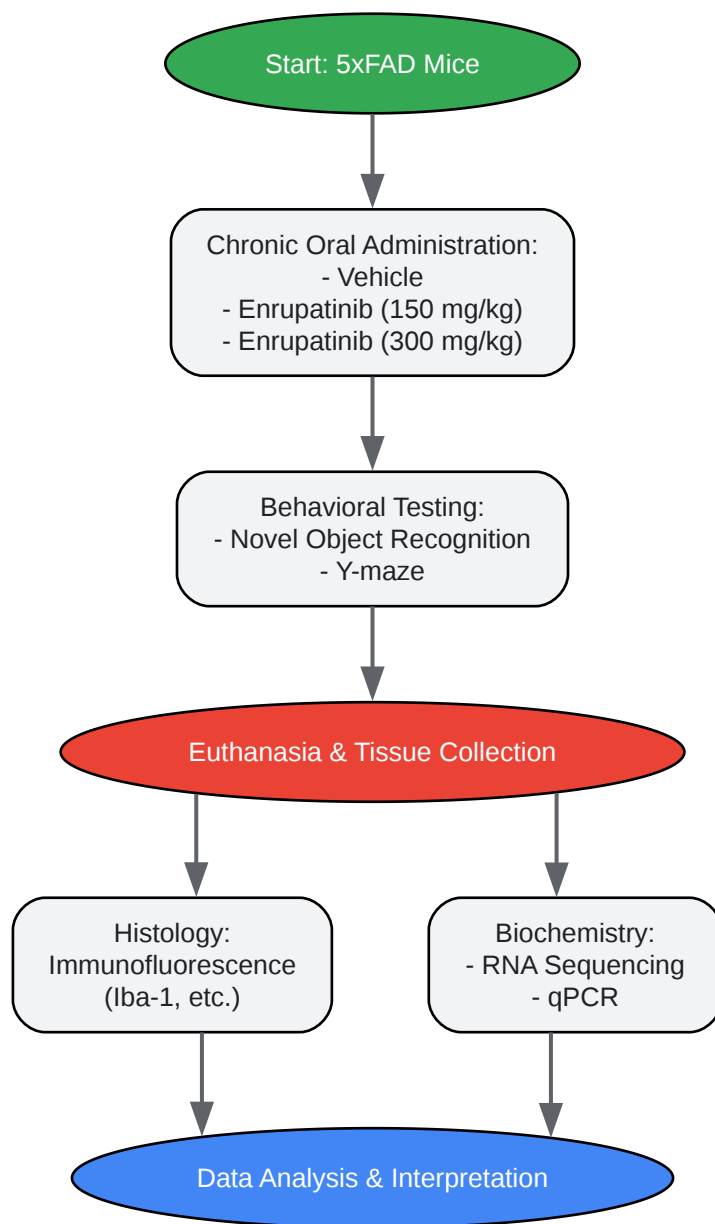 Start: 5xFAD Mice
Chronic Oral Administration:
- Vehicle
- Enrupatinib (150 mg/kg)
- Enrupatinib (300 mg/kg)
Behavioral Testing:
- Novel Object Recognition
- Y-maze
Euthanasia & Tissue Collection
Histology:
Immunofluorescence
(Iba-1, etc.)
Biochemistry:
- RNA Sequencing
- qPCR
Data Analysis & Interpretation